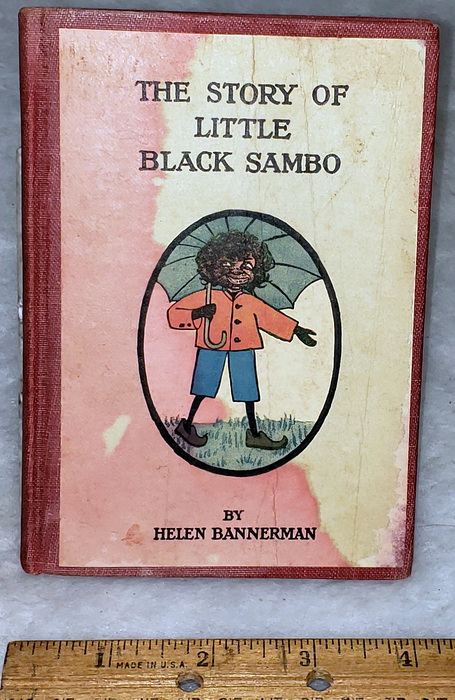 THE STORY OF
LITTLE
BLACK SAMBO
BY
HELEN BANNERMAN
1 MADE IN U.S.A. 2 3 4